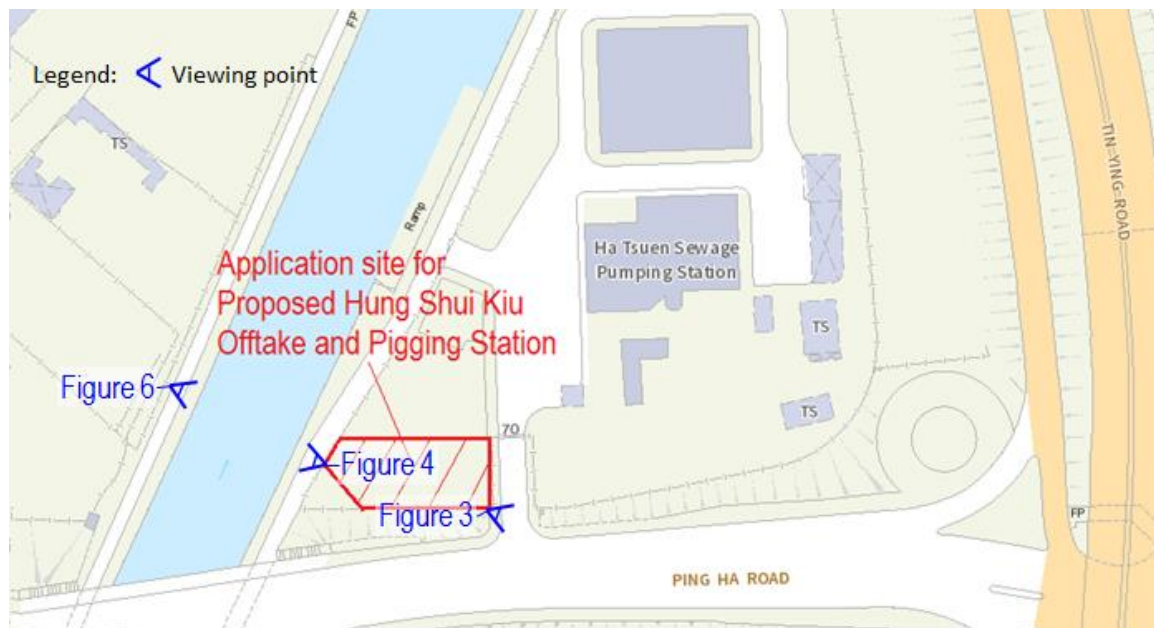 FP
Legend: Viewing point
TS
Ramp
TIN YING ROAD
Ha Tsuen Sewage
Pumping Station
Application site for
Proposed Hung Shui Kiu
Offtake and Pigging Station
TS
Figure 6
TS
70
Figure 4
Figure 3
FP
PING HA ROAD